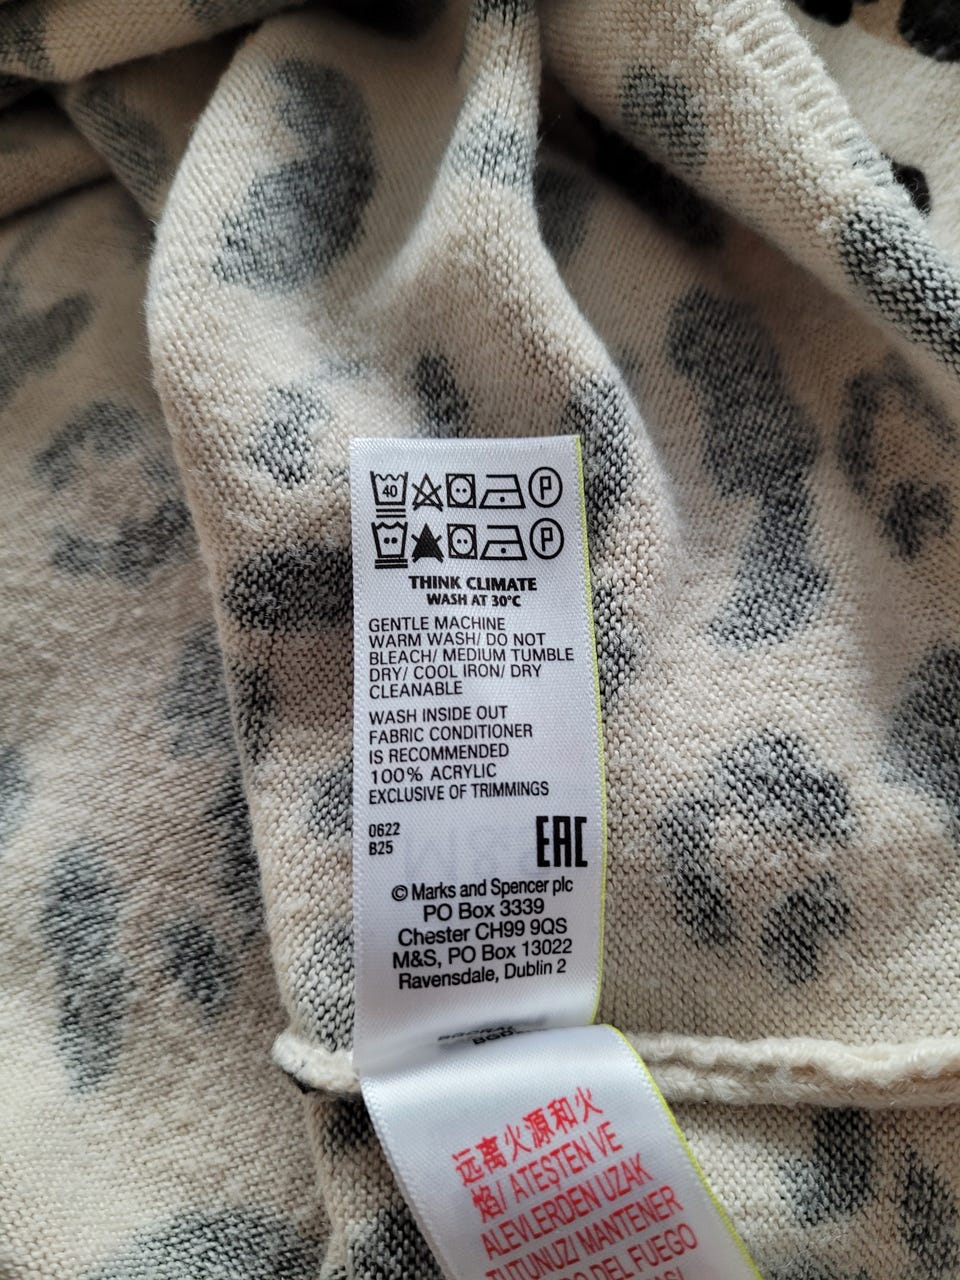 40 P
P
THINK CLIMATE
WASH AT 30°C
GENTLE MACHINE
WARM WASH/ DO NOT
BLEACH/ MEDIUM TUMBLE
DRY/ COOL IRON/ DRY
CLEANABLE
WASH INSIDE OUT
FABRIC CONDITIONER
IS RECOMMENDED
100% ACRYLIC
EXCLUSIVE OF TRIMMINGS
0622
B25
EAC
© Marks and Spencer plc
PO Box 3339
Chester CH99 9QS
M&S, PO Box 13022
Ravensdale, Dublin 2
远离火源和火
焰/ ATEŞTEN VE
ALEVLERDEN UZAK
TUTUNUZ/ MANTENER
DEL FUEGO